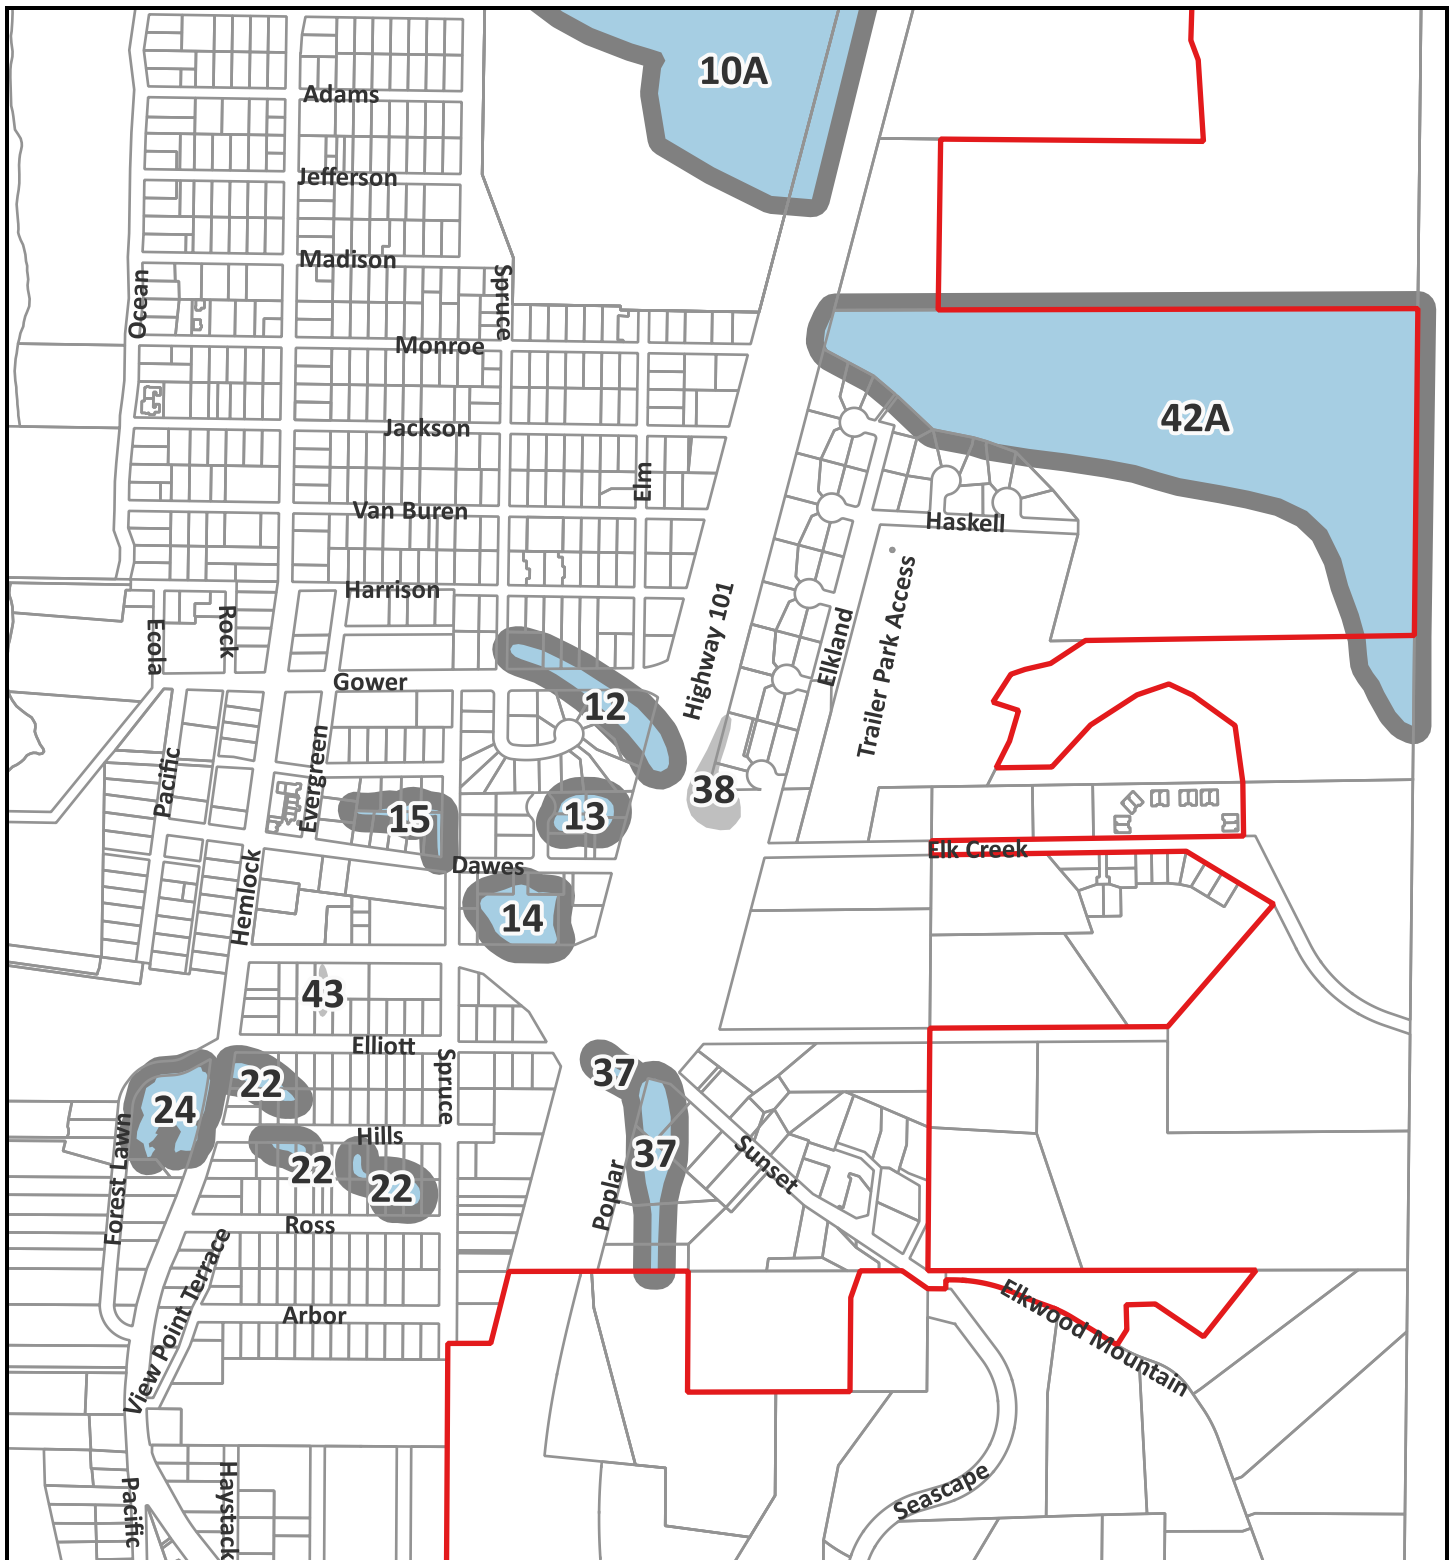 10A
Adams
Jefferson
Madison
Ocean
Spruce
Monroe
42A
Jackson
Elm
Van Buren
Haskell
Harrison
Rock
Ecola
Highway 101
Elkland
Trailer Park Access
Gower
12
Pacific
Evergreen
38
15
13
Elk Creek
Dawes
Hemlock
14
43
Elliott
Spruce
37
22
24
Hills
37
Sunset
Forest Lawn
22
22
Poplar
Ross
View Point Terrace
Arbor
Elkwood Mountain
Seascape
Pacific
Haystack